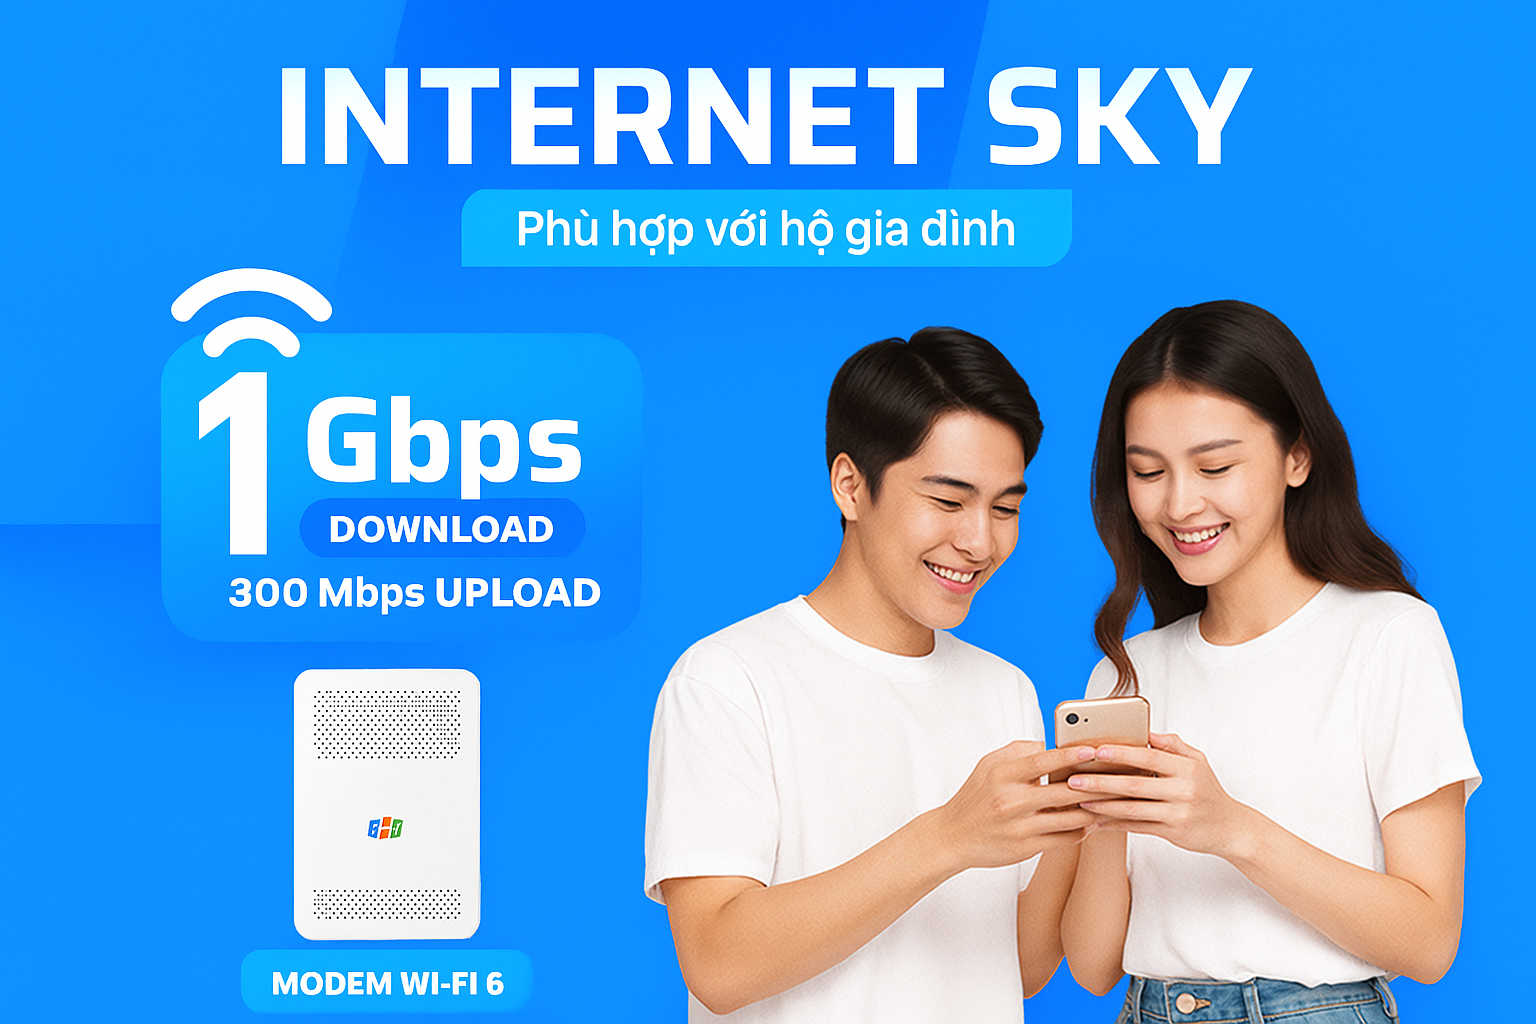 INTERNET SKY
Phù hợp với hộ gia đình
1 Gbps
DOWNLOAD
300 Mbps UPLOAD
MODEM WI-FI 6